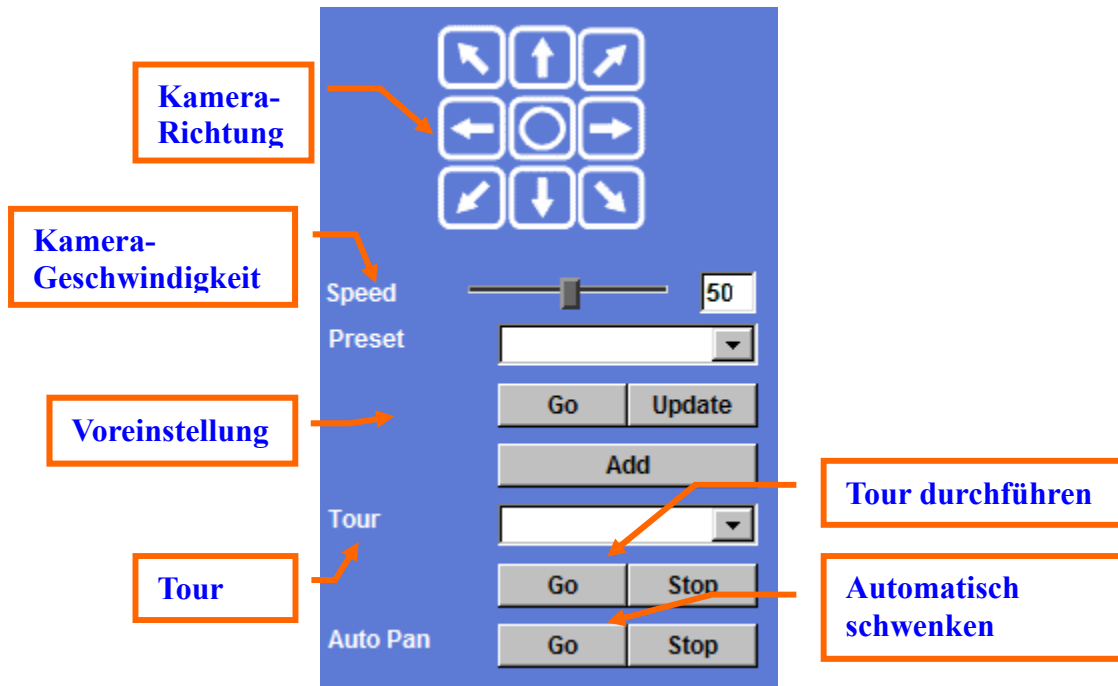 Kamera-
Richtung
Kamera-
Geschwindigkeit
Speed
50
Preset
Go
Update
Voreinstellung
Add
Tour durchführen
Tour
Tour
Go
Stop
Automatisch
schwenken
Auto Pan
Go
Stop